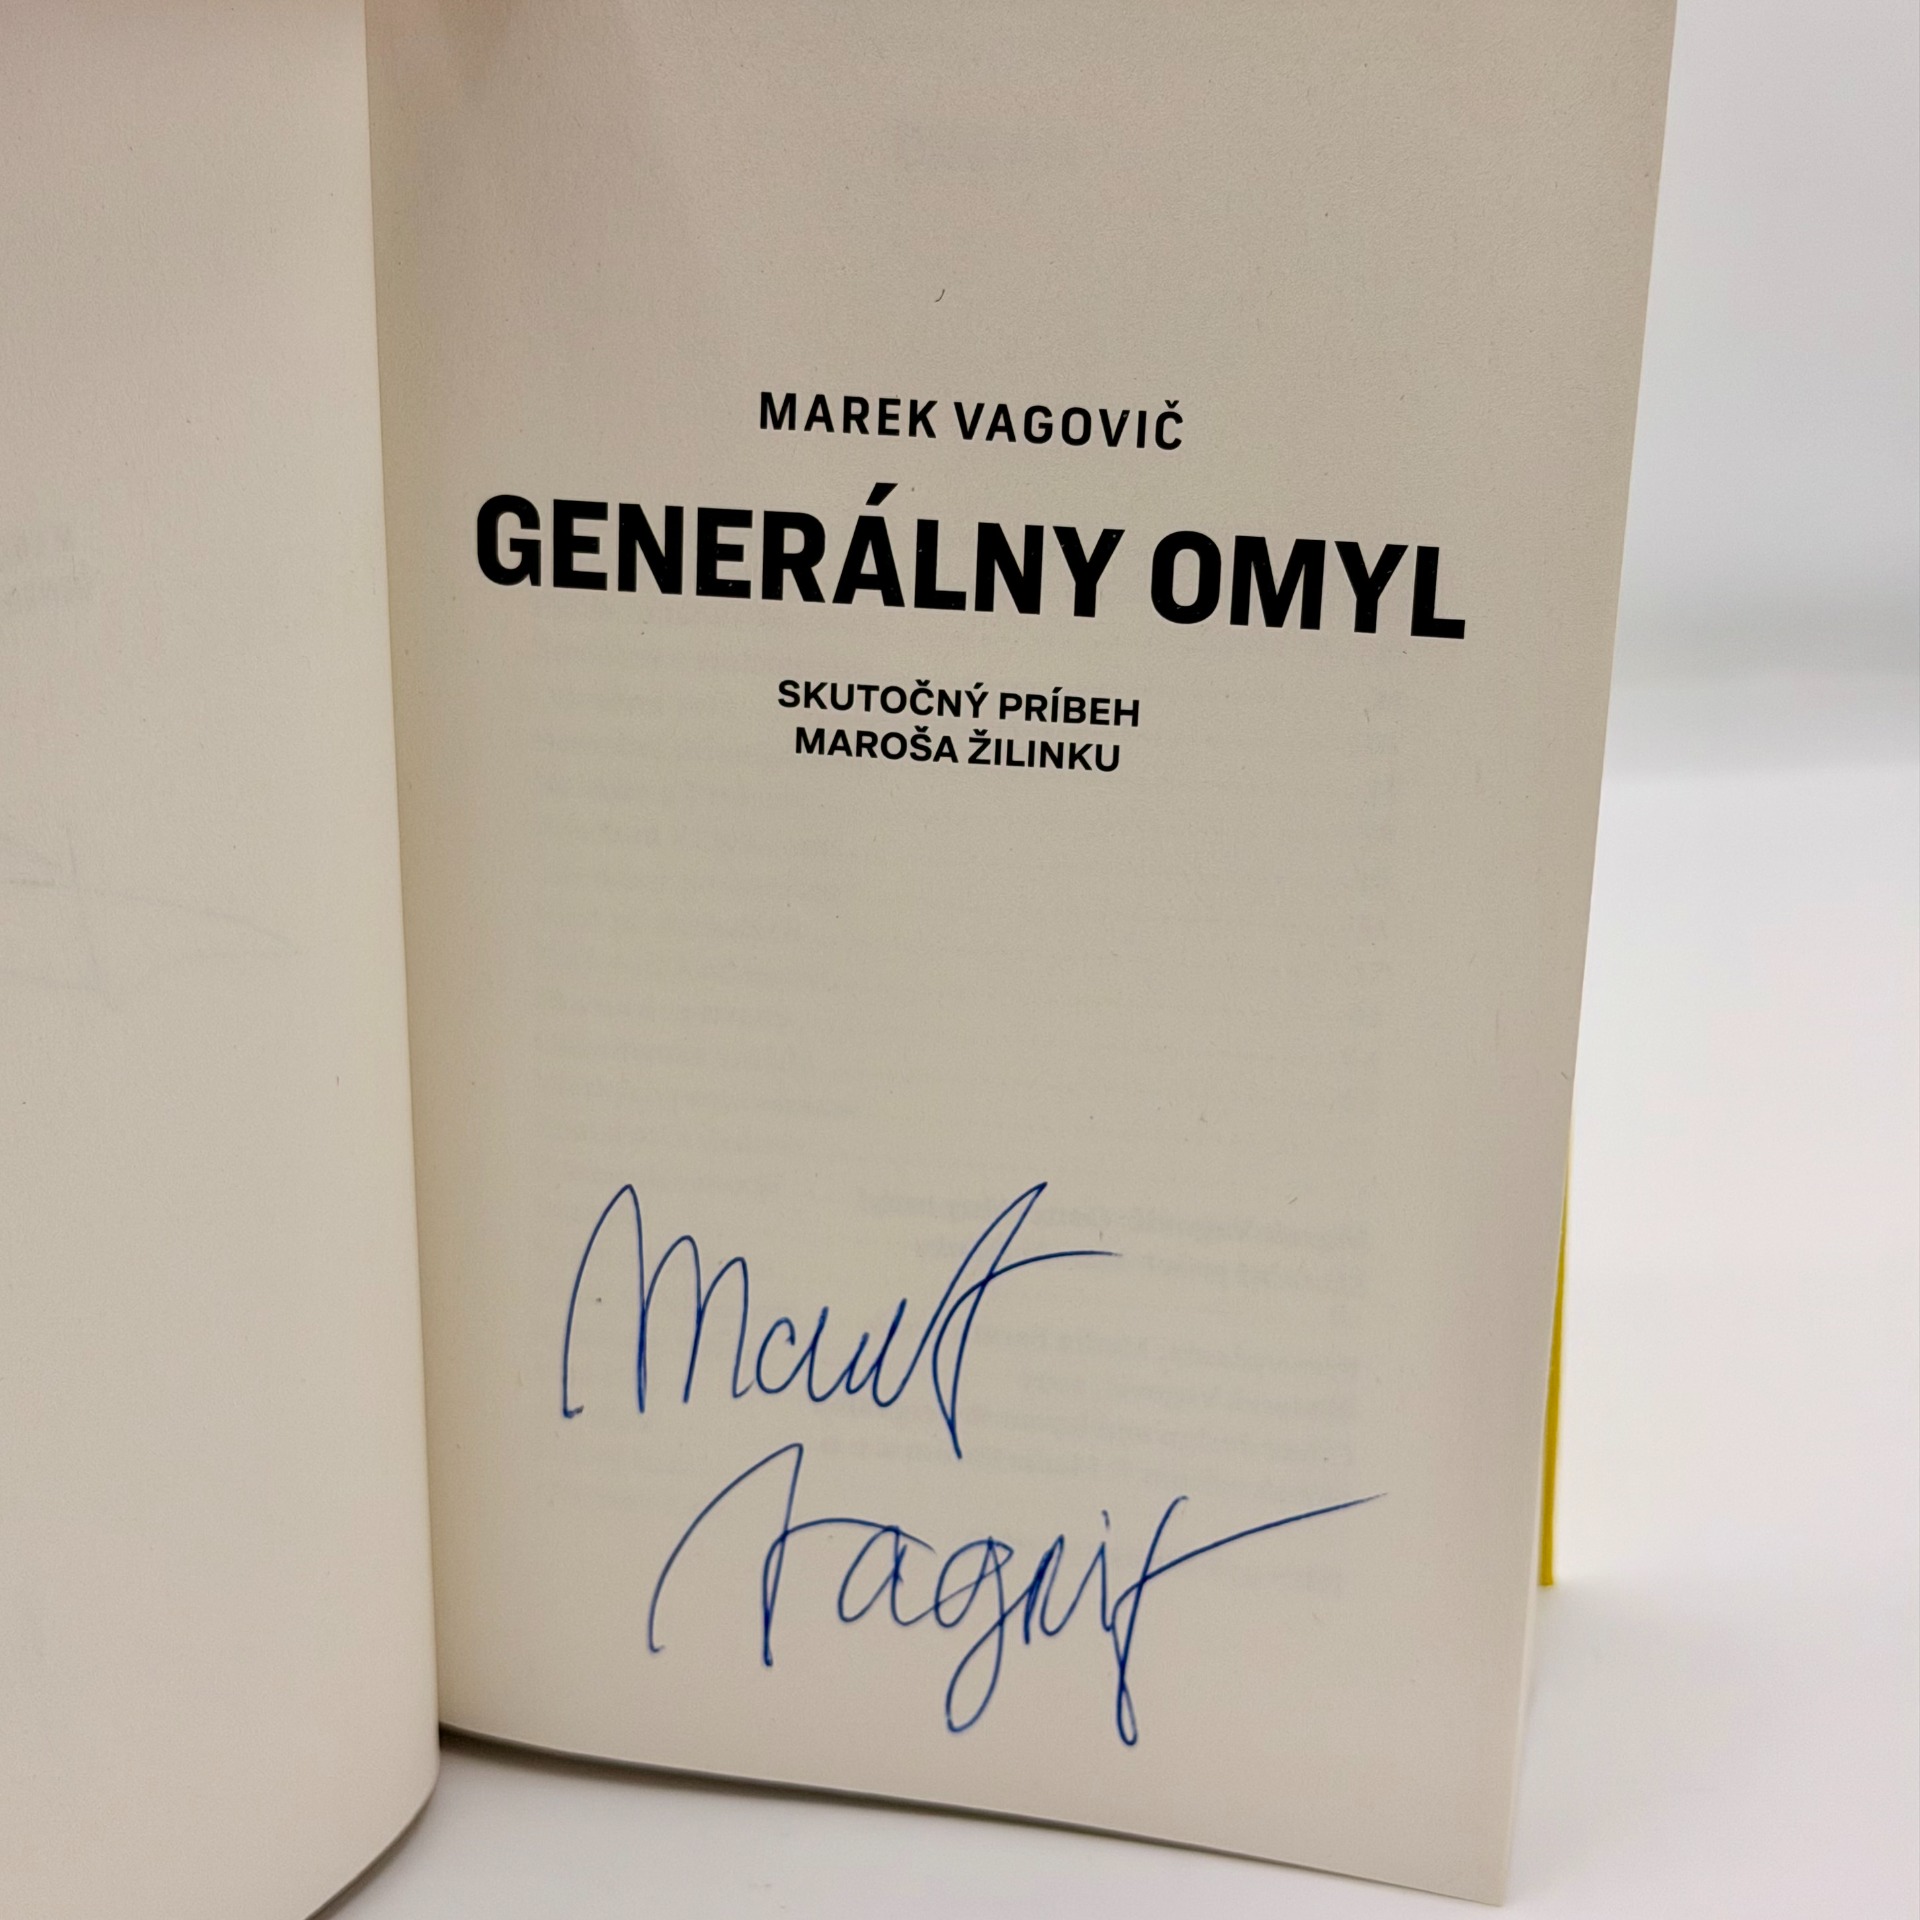 MAREK VAGOVIČ
GENERÁLNY OMYL
SKUTOČNÝ PRÍBEH
MAROŠA ŽILINKU